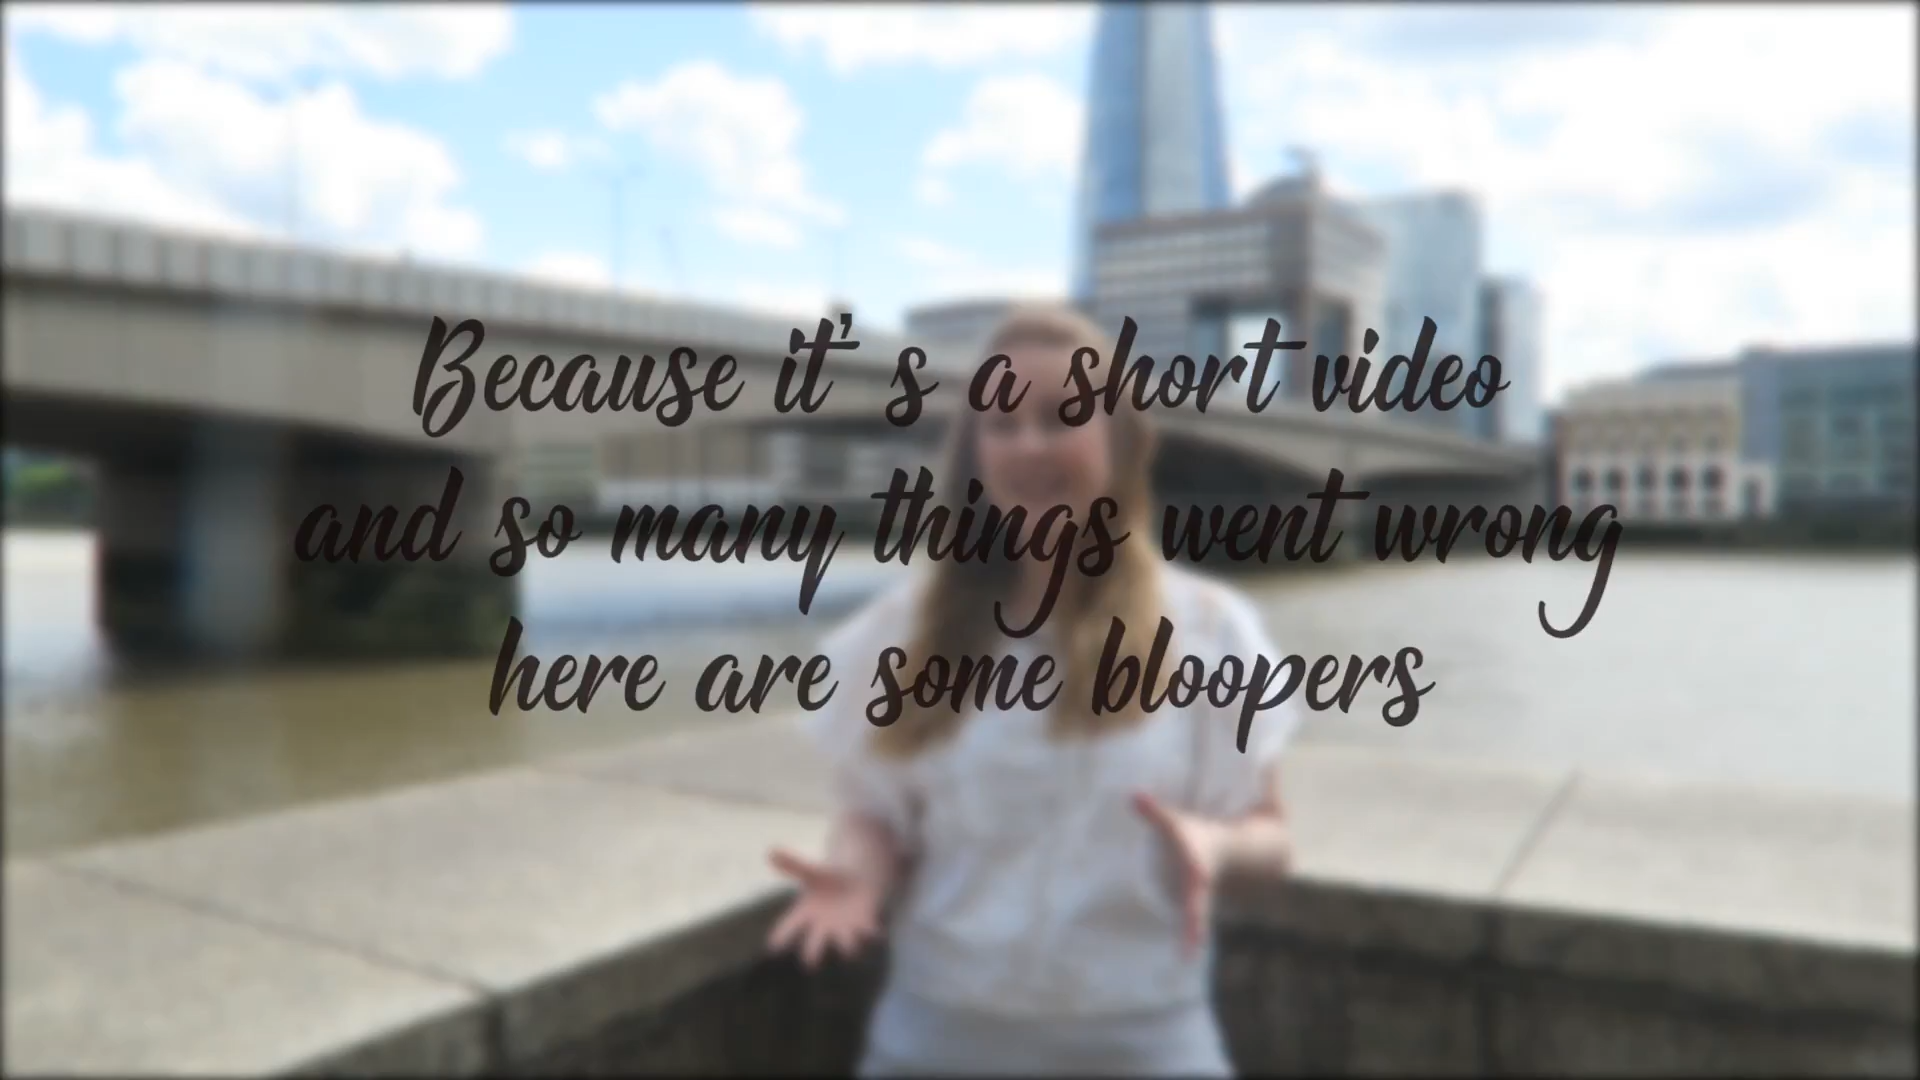 Because it's a short video
and so many things went wrong
here are some bloopers